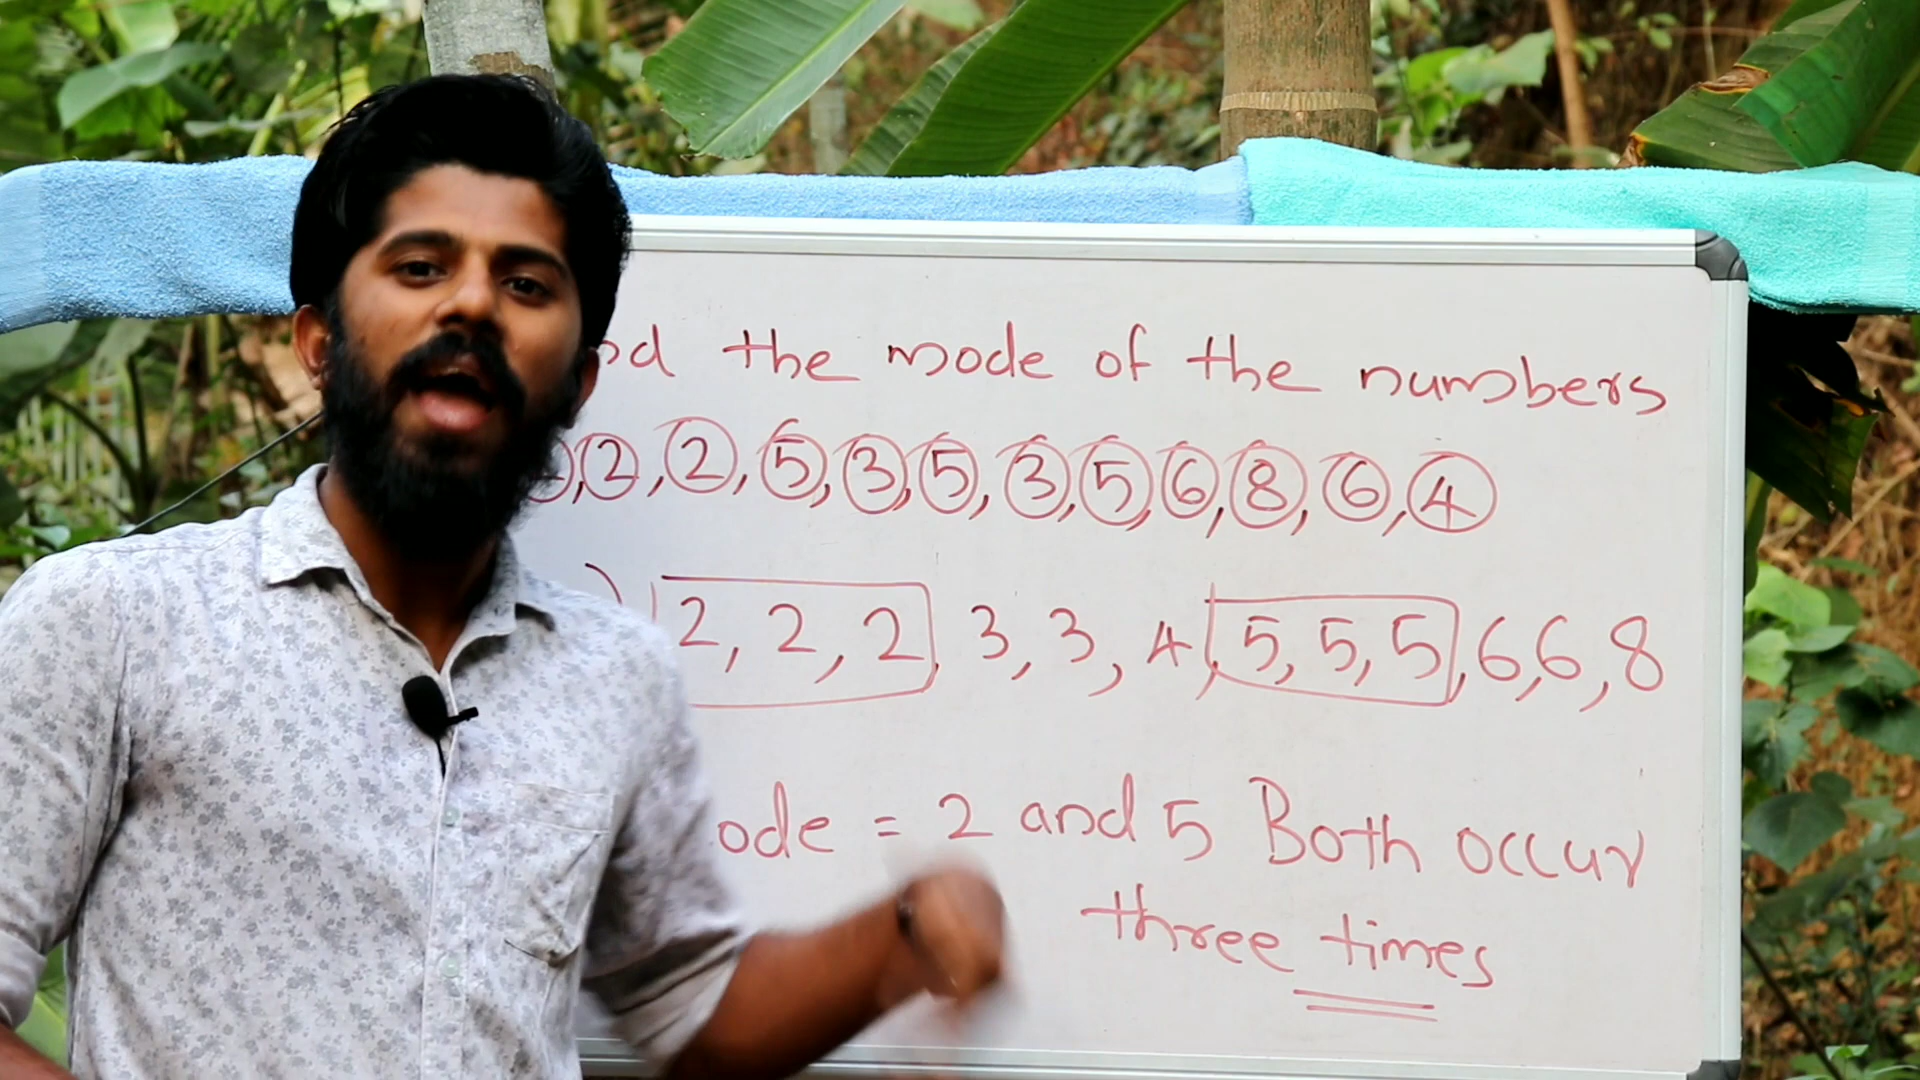 the mode of the numbers
2, 2, 5, 3, 5, 3, 5, 6, 8, 6, 4
2, 2, 2, 3, 3, 4, 5, 5, 5, 6, 6, 8
ode = 2 and 5 Both occur
three times